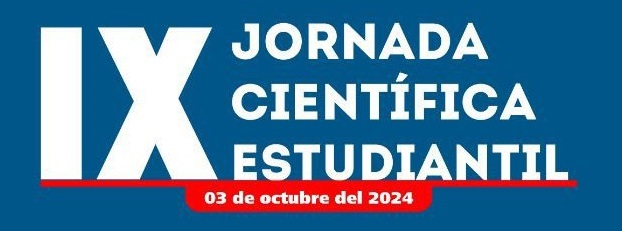 IX
JORNADA
CIENTÍFICA
ESTUDIANTIL
03 de octubre del 2024